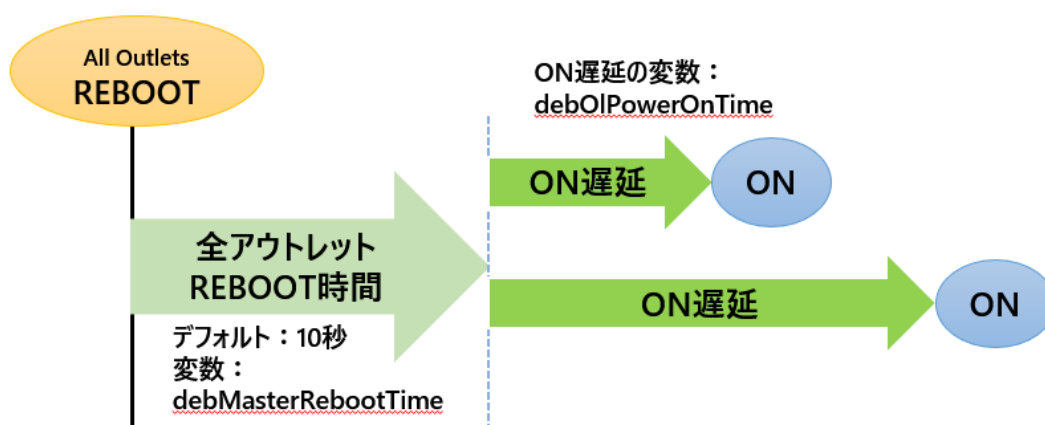 All Outlets
REBOOT
ON遅延の変数：
debOlPowerOnTime
ON遅延
ON
全アウトレット
REBOOT時間
ON遅延
ON
デフォルト：10秒
変数：
debMasterRebootTime